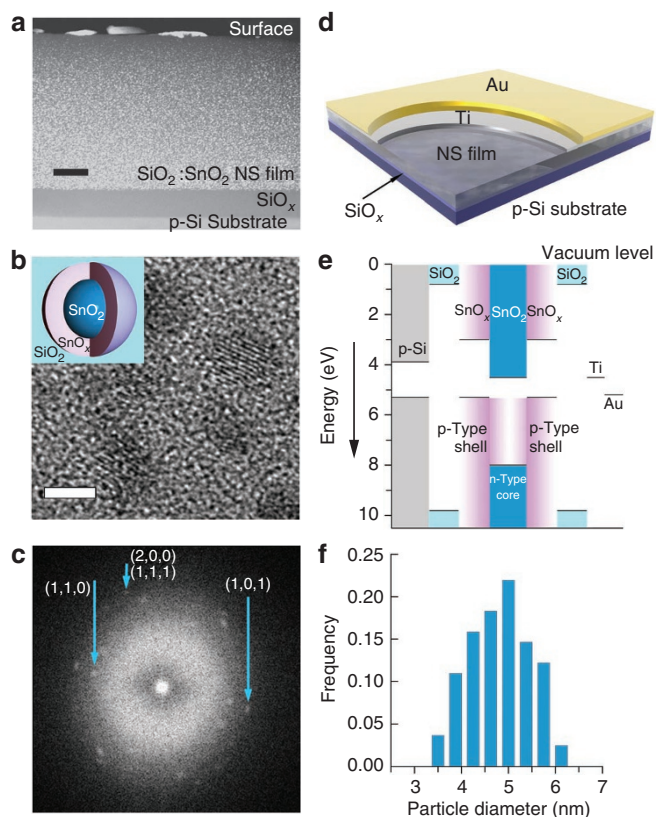 a
Surface
SiO2 :SnO2 NS film
SiOx
p-Si Substrate
b
SnO2
SnOx
SiO2
c
(2,0,0)
(1,1,1)
(1,1,0)
(1,0,1)
d
Au
Ti
NS film
SiOx
p-Si substrate
e
Vacuum level
0
2
4
6
8
10
Energy (eV)
SiO2
SiO2
SnOx
SnO2
SnOx
p-Si
Ti
Au
p-Type
shell
p-Type
shell
n-Type
core
f
0.25
0.20
0.15
0.10
0.05
0.00
Frequency
3
4
5
6
7
Particle diameter (nm)